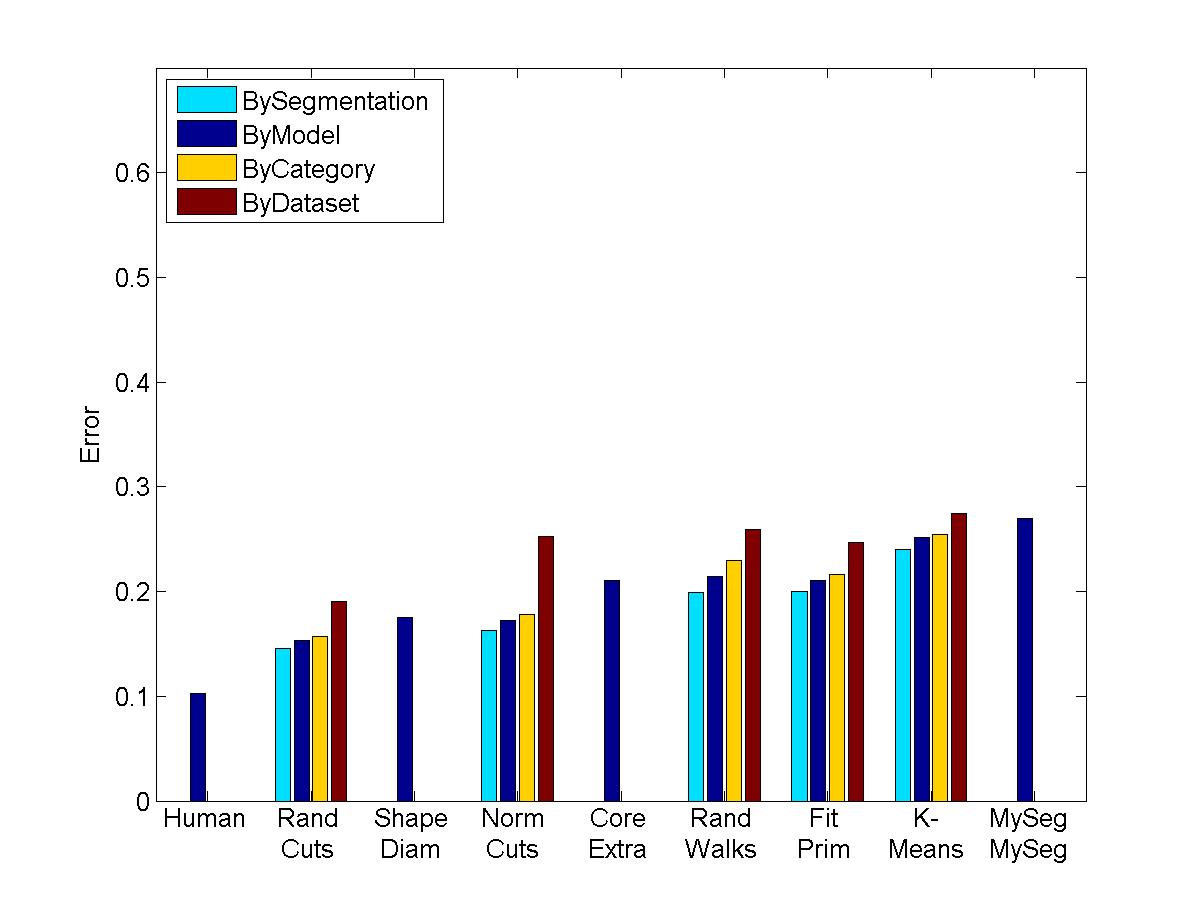 BySegmentation
ByModel
ByCategory
ByDataset
Error
0.6
0.5
0.4
0.3
0.2
0.1
0
Human Rand Shape Norm Core Rand Fit K- MySeg
Cuts Diam Cuts Extra Walks Prim Means MySeg